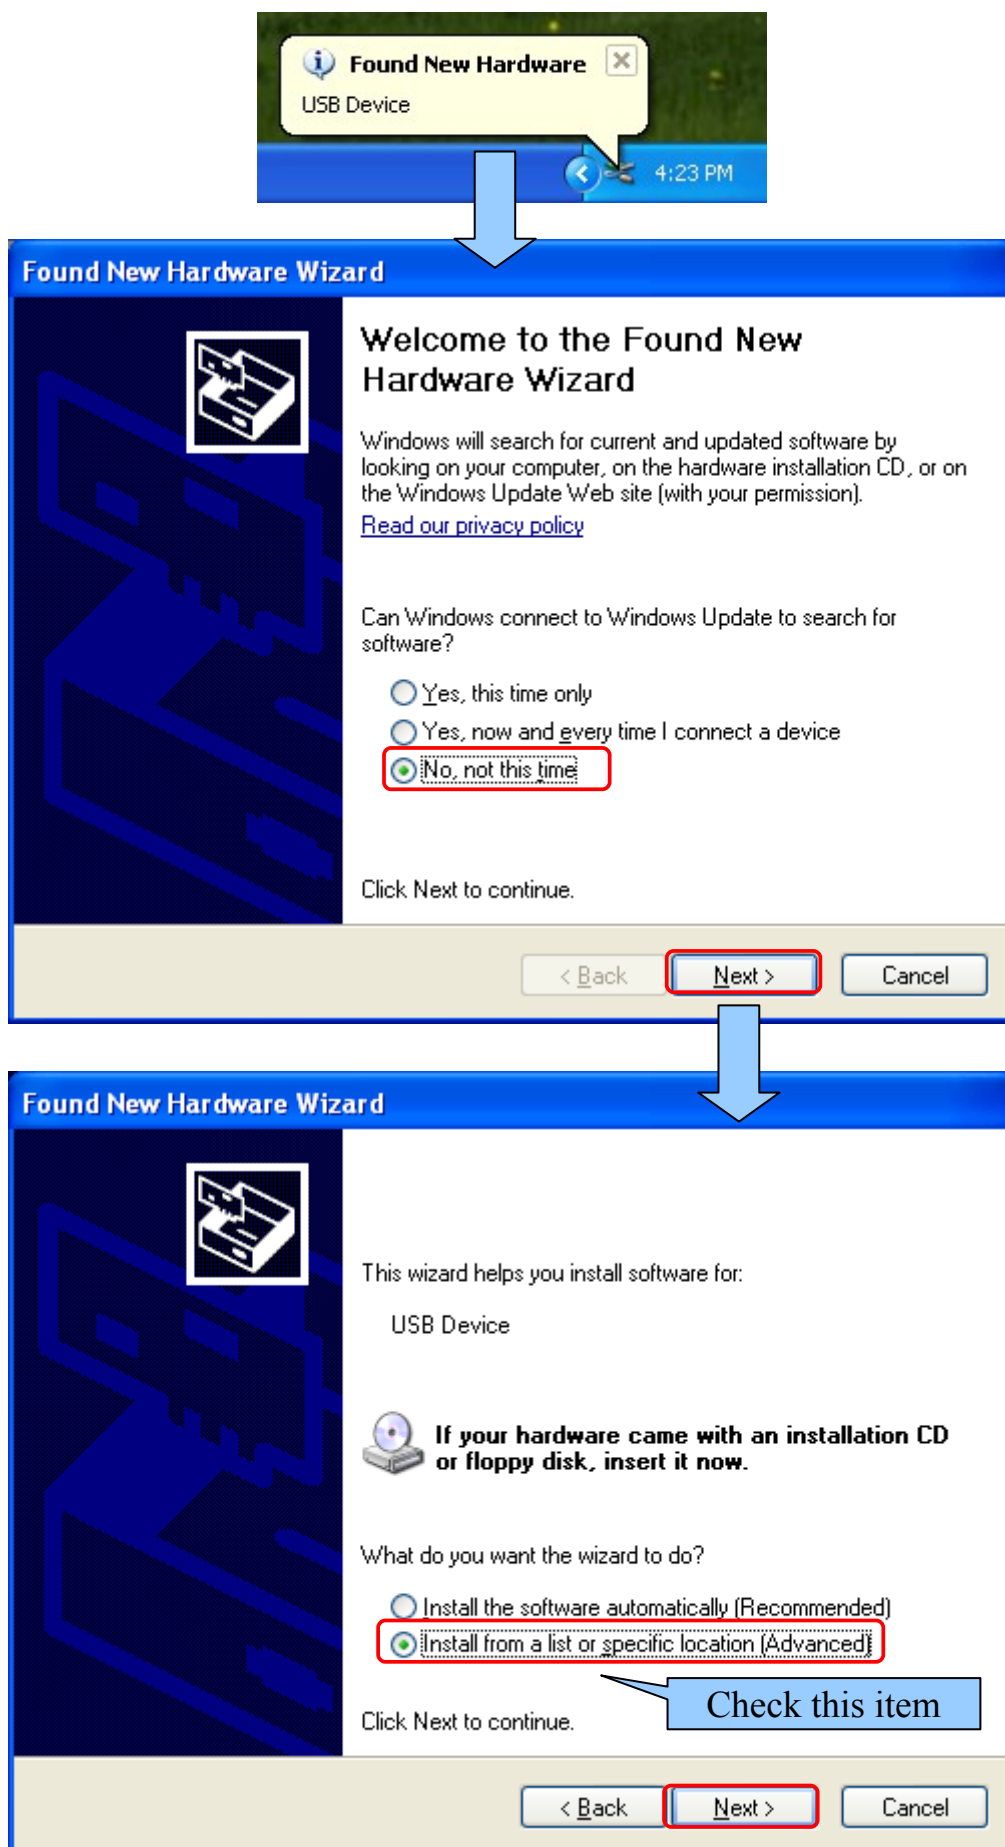 Found New Hardware
USB Device
4:23 PM
Found New Hardware Wizard
Welcome to the Found New
Hardware Wizard
Windows will search for current and updated software by
looking on your computer, on the hardware installation CD, or on
the Windows Update Web site (with your permission).
Read our privacy policy
Can Windows connect to Windows Update to search for
software?
Yes, this time only
Yes, now and every time I connect a device
No, not this time
Click Next to continue.
< Back Next > Cancel
Found New Hardware Wizard
This wizard helps you install software for:
USB Device
If your hardware came with an installation CD
or floppy disk, insert it now.
What do you want the wizard to do?
Install the software automatically (Recommended)
Install from a list or specific location (Advanced)
Check this item
Click Next to continue.
< Back Next > Cancel